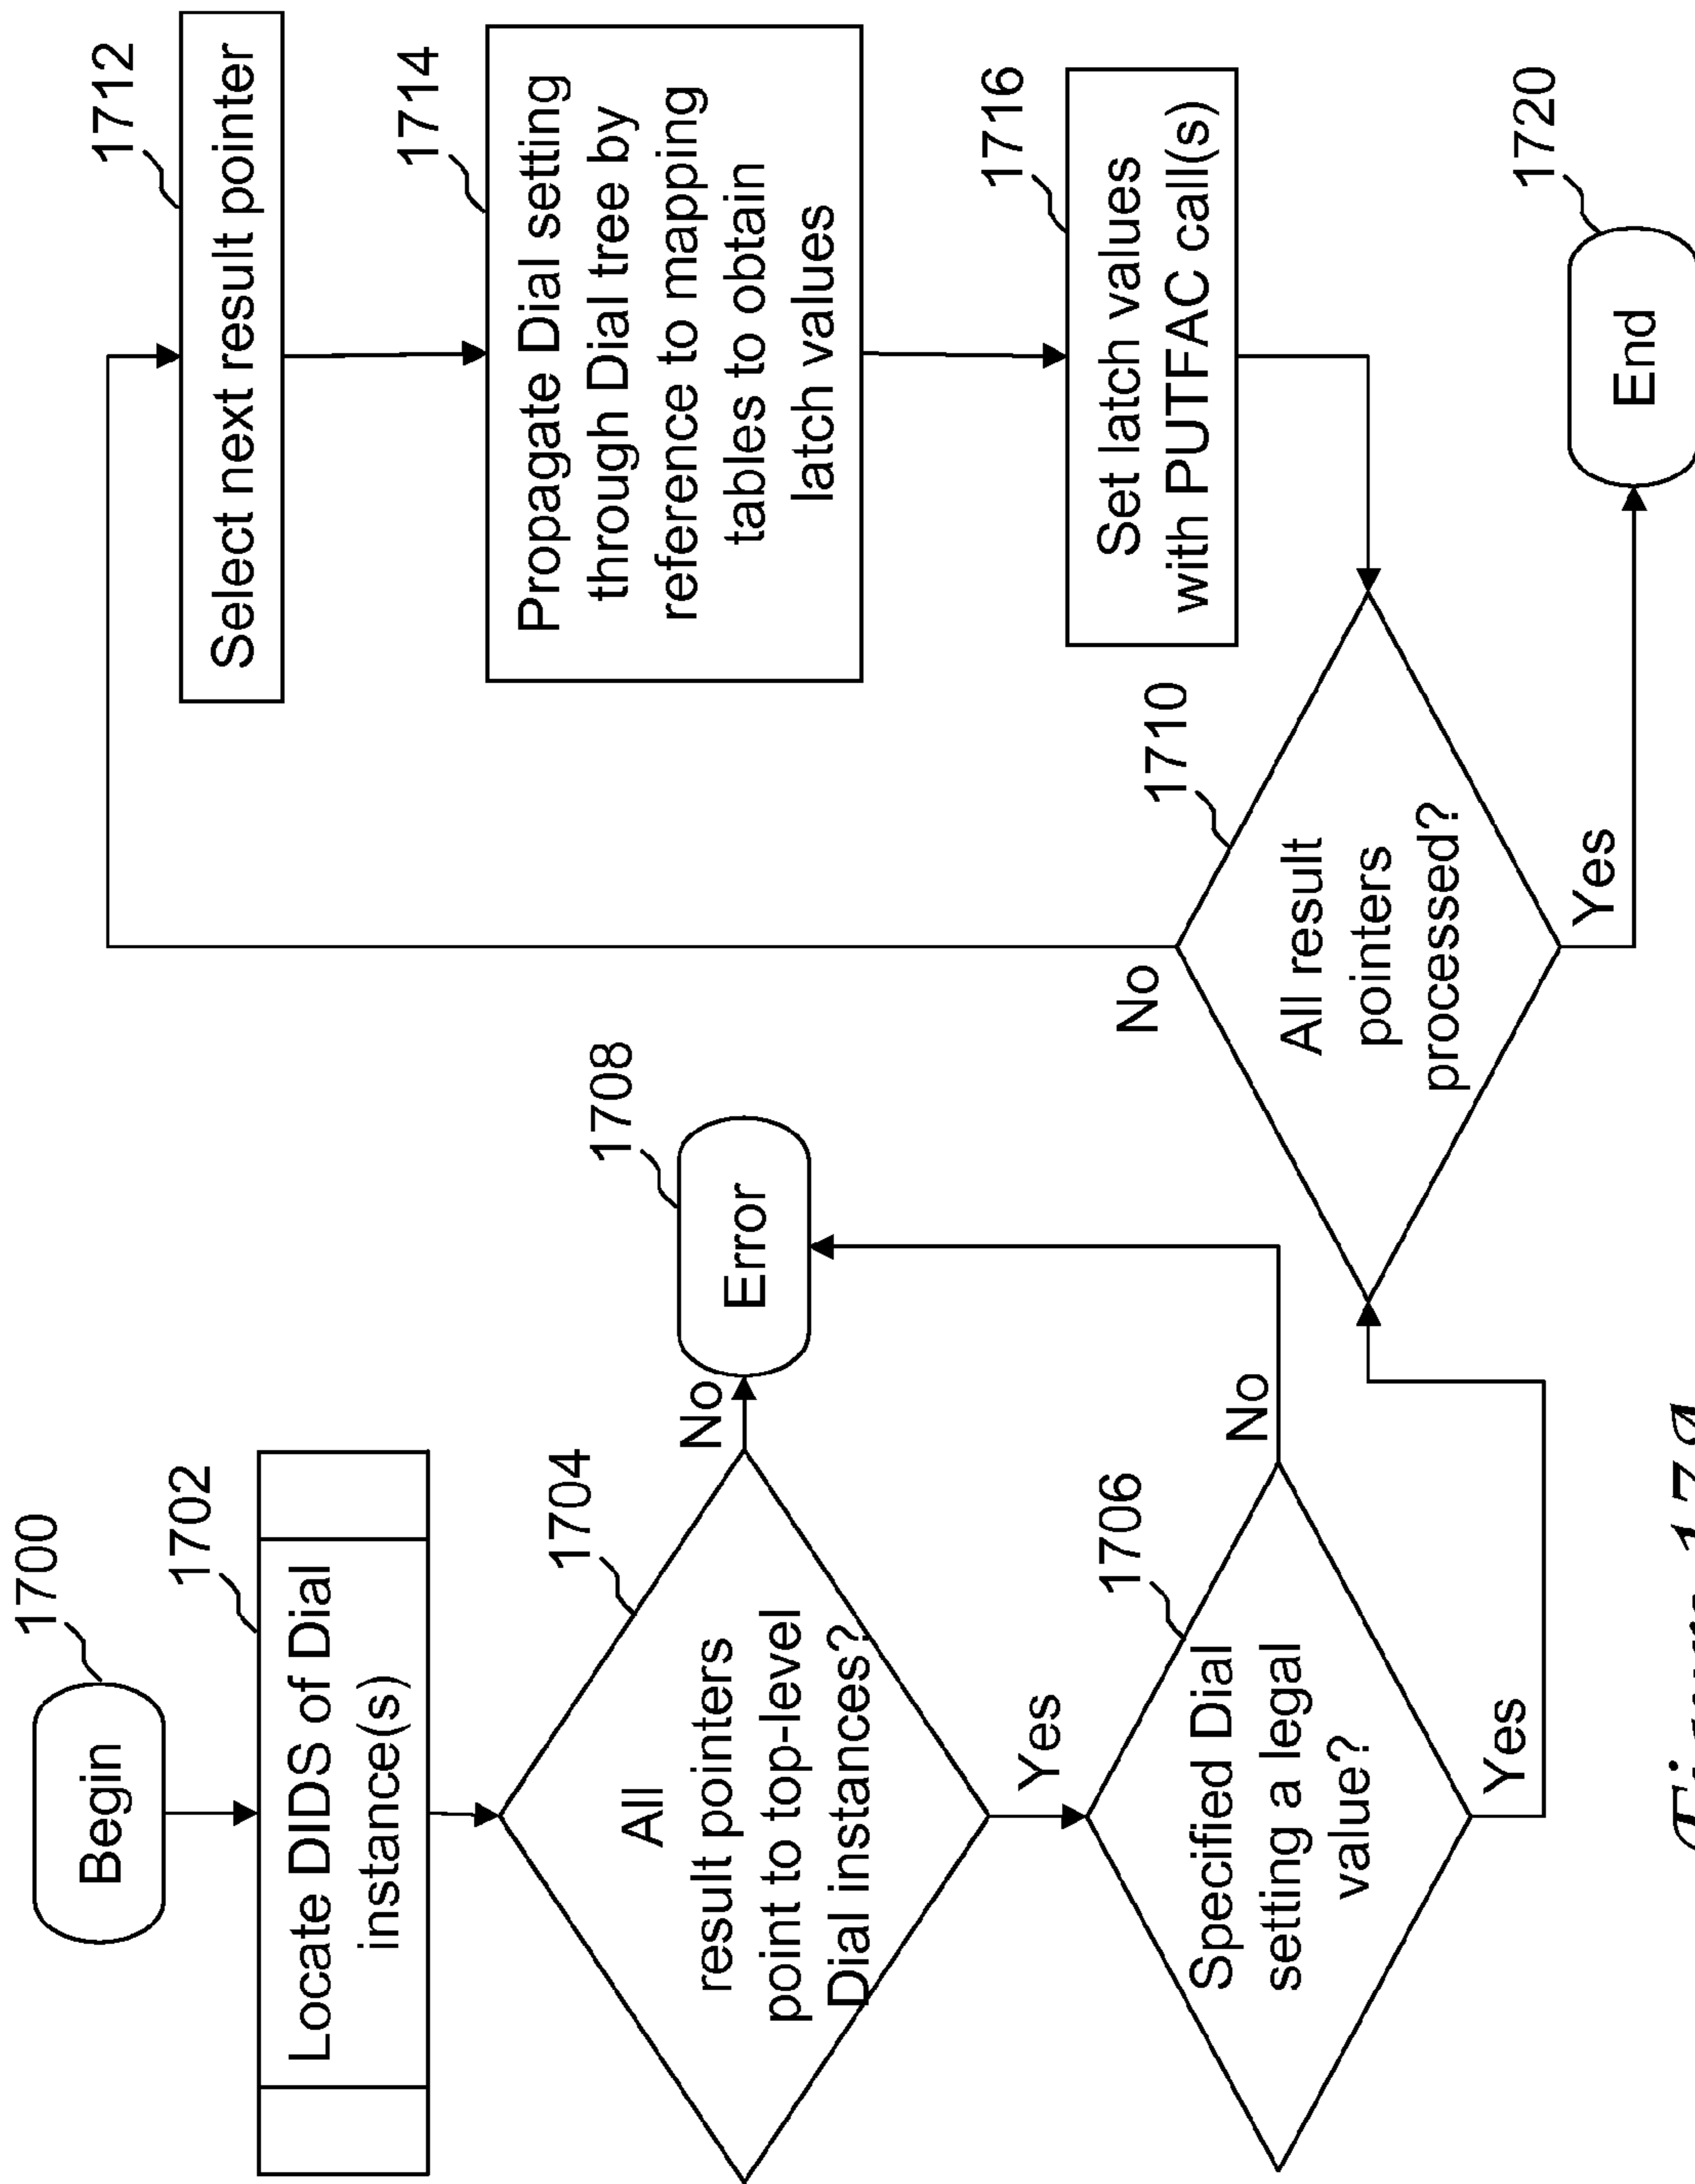 1700
Begin
1702
Locate DIDS of Dial
instance(s)
1704
All
result pointers
point to top-level
Dial instances?
No
Yes
1708
Error
1706
Specified Dial
setting a legal
value?
No
Yes
1710
All result
pointers
processed?
No
Yes
1712
Select next result pointer
1714
Propagate Dial setting
through Dial tree by
reference to mapping
tables to obtain
latch values
1716
Set latch values
with PUTFAC call(s)
1720
End
Figure 17A